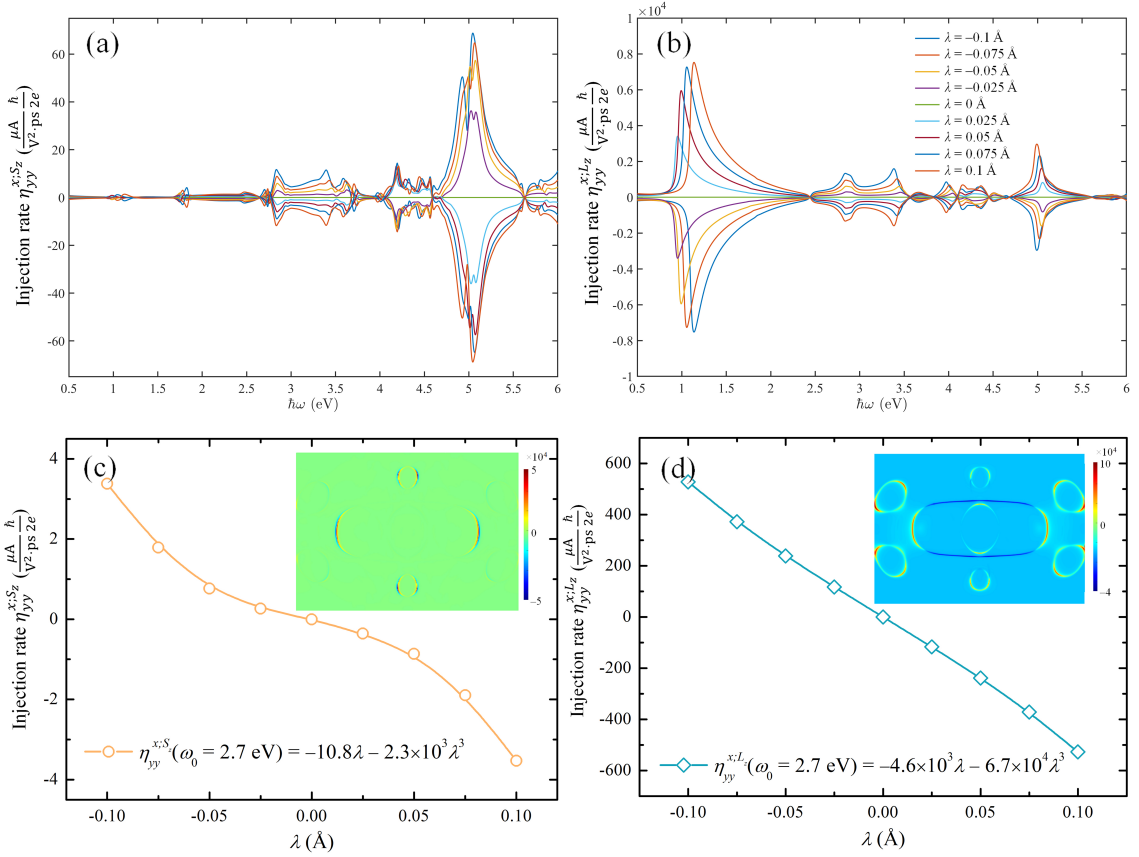 (a)
Injection rate η_yy^{x;S_z} (μA/V²·ps ħ/2e)
60
40
20
0
-20
-40
-60
0.5 1 1.5 2 2.5 3 3.5 4 4.5 5 5.5 6
ħω (eV)
(b)
×10⁴
Injection rate η_yy^{x;L_z} (μA/V²·ps ħ/2e)
1
0.8
0.6
0.4
0.2
0
-0.2
-0.4
-0.6
-0.8
-1
λ = −0.1 Å
λ = −0.075 Å
λ = −0.05 Å
λ = −0.025 Å
λ = 0 Å
λ = 0.025 Å
λ = 0.05 Å
λ = 0.075 Å
λ = 0.1 Å
0.5 1 1.5 2 2.5 3 3.5 4 4.5 5 5.5 6
ħω (eV)
(c)
Injection rate η_yy^{x;S_z} (μA/V²·ps ħ/2e)
4
2
0
-2
-4
×10⁴
5
0
−5
η_yy^{x;S_z}(ω₀ = 2.7 eV) = −10.8λ − 2.3×10³λ³
-0.10 -0.05 0.00 0.05 0.10
λ (Å)
(d)
Injection rate η_yy^{x;L_z} (μA/V²·ps ħ/2e)
600
400
200
0
-200
-400
-600
×10⁴
10
0
−4
η_yy^{x;L_z}(ω₀ = 2.7 eV) = −4.6×10³λ − 6.7×10⁴λ³
-0.10 -0.05 0.00 0.05 0.10
λ (Å)